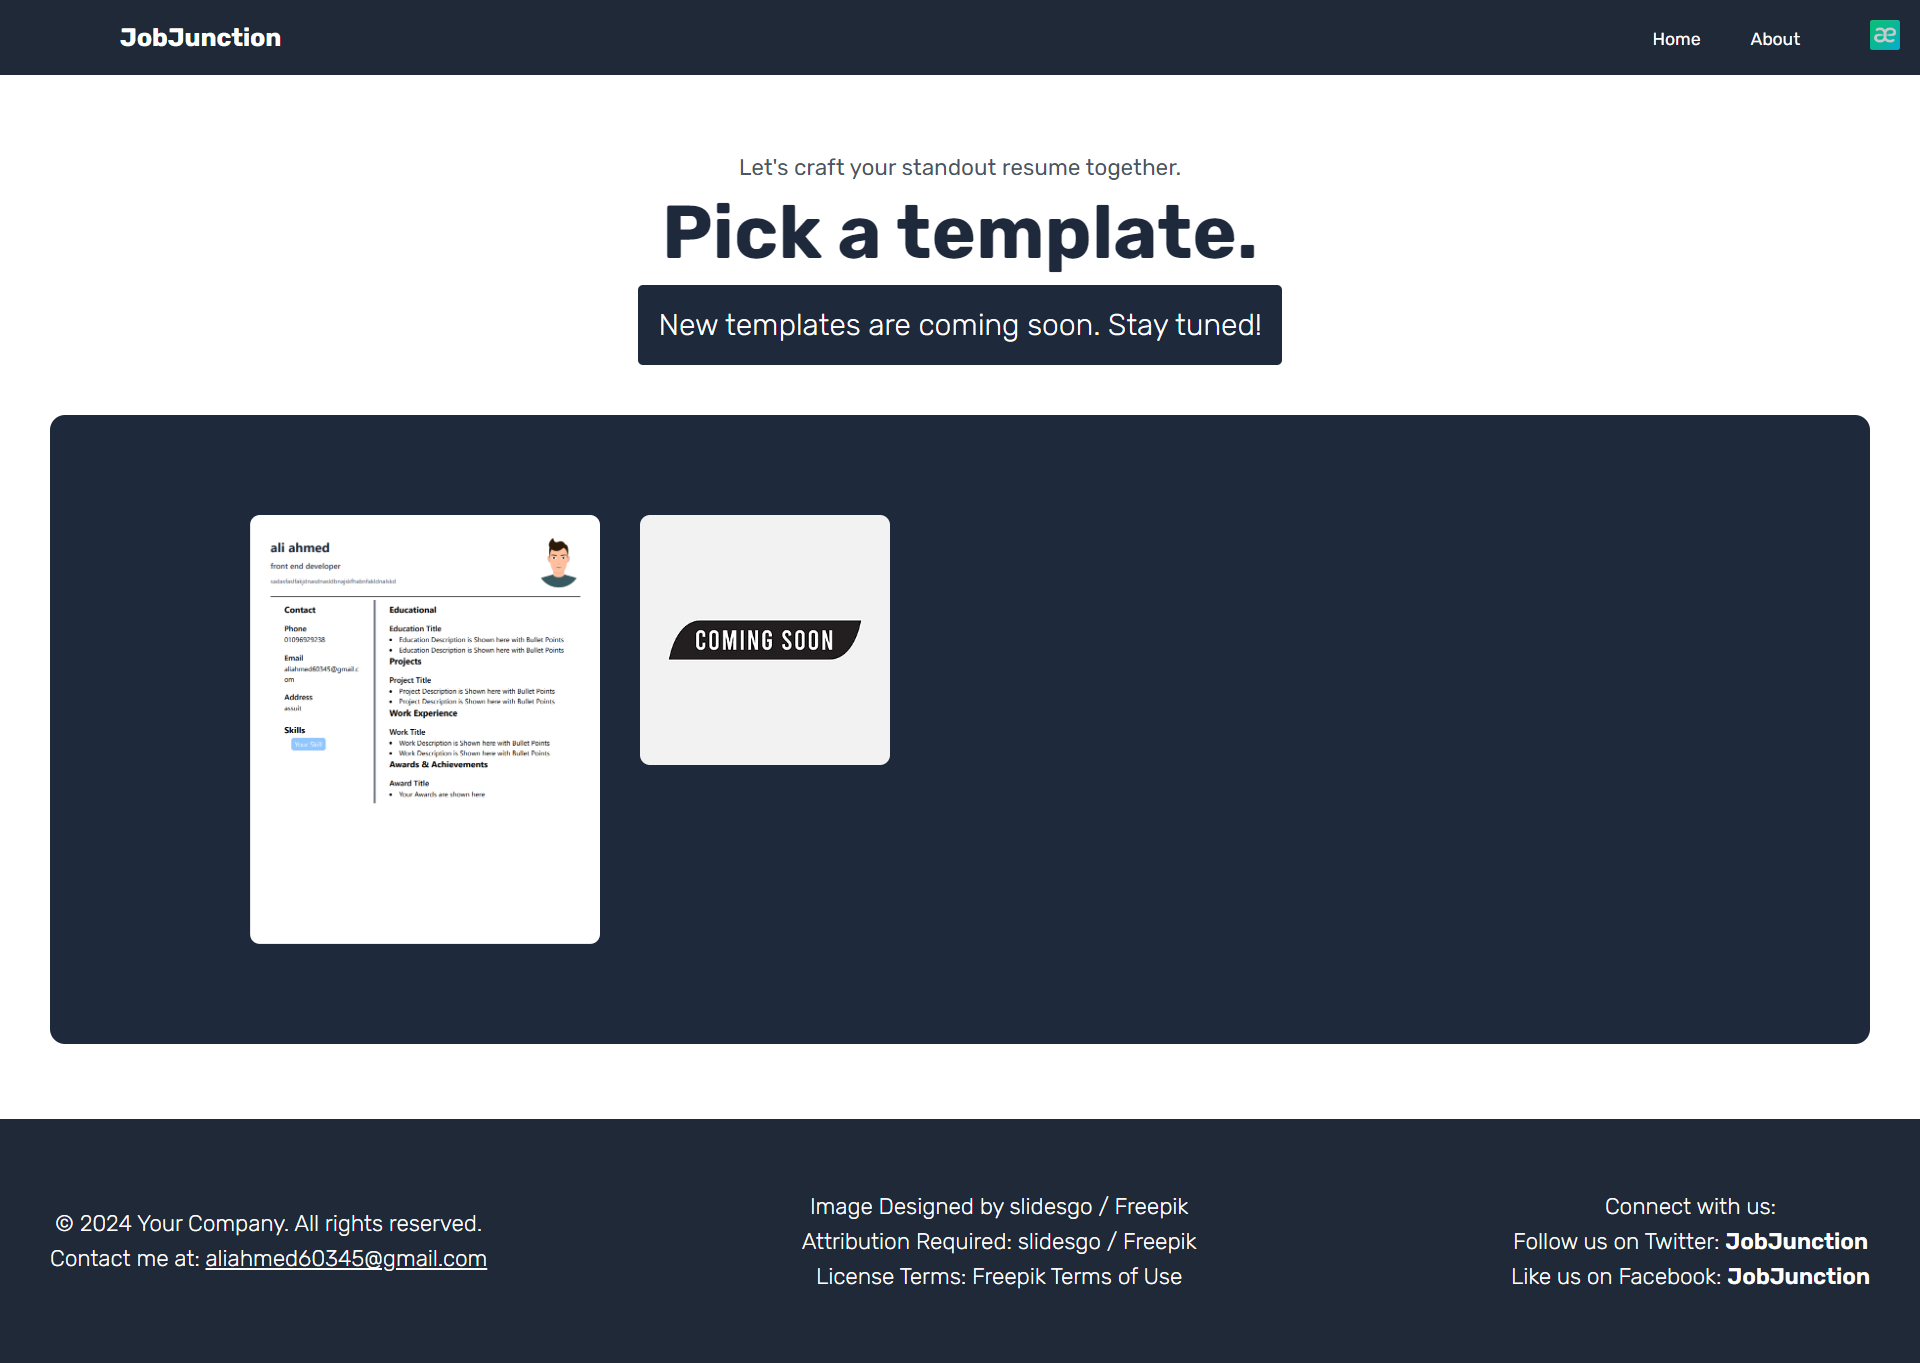 JobJunction
Home
About
æ
Let's craft your standout resume together.
Pick a template.
New templates are coming soon. Stay tuned!
ali ahmed
front end developer
Contact
Phone
01096929238
Email
aliahmed60345@gmail.c
om
Address
assuit
Skills
Your Skill
Educational
Education Title
• Education Description is Shown here with Bullet Points
• Education Description is Shown here with Bullet Points
Projects
Project Title
• Project Description is Shown here with Bullet Points
• Project Description is Shown here with Bullet Points
Work Experience
Work Title
• Work Description is Shown here with Bullet Points
• Work Description is Shown here with Bullet Points
Awards & Achievements
Award Title
• Your Awards are shown here
COMING SOON
© 2024 Your Company. All rights reserved.
Contact me at: aliahmed60345@gmail.com
Image Designed by slidesgo / Freepik
Attribution Required: slidesgo / Freepik
License Terms: Freepik Terms of Use
Connect with us:
Follow us on Twitter: JobJunction
Like us on Facebook: JobJunction